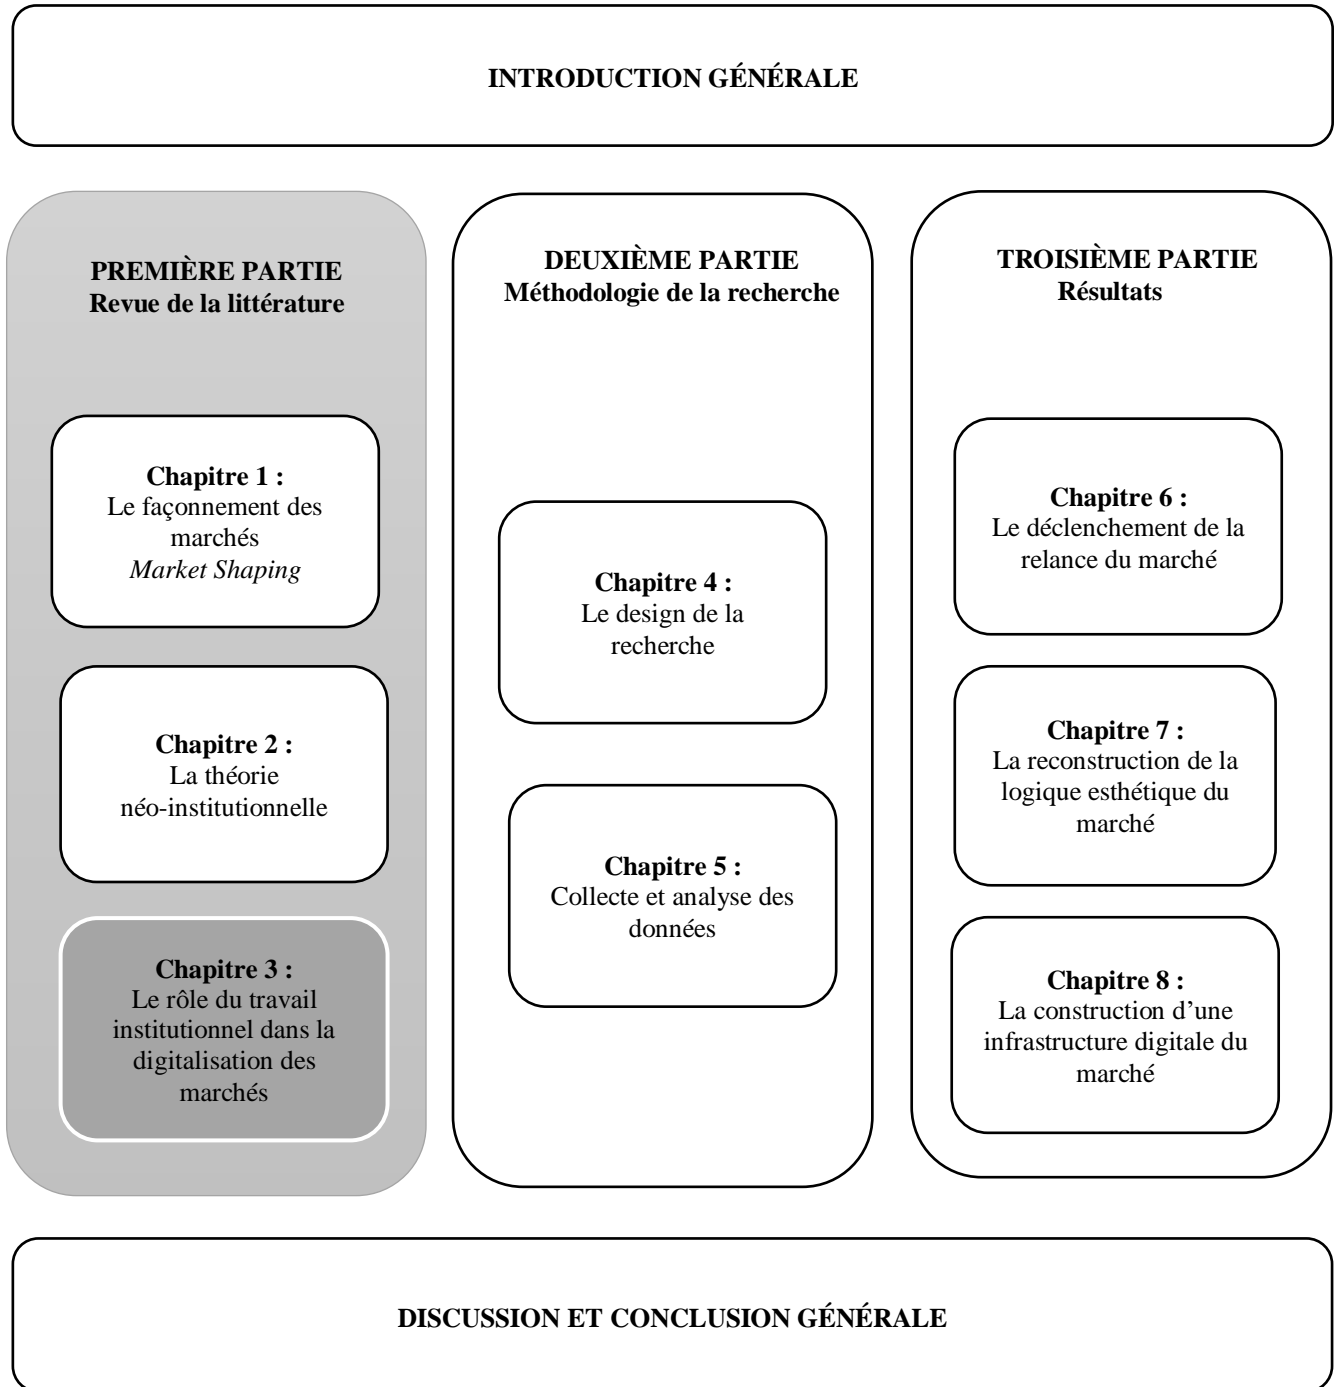 INTRODUCTION GÉNÉRALE
PREMIÈRE PARTIE
Revue de la littérature
Chapitre 1 :
Le façonnement des
marchés
Market Shaping
Chapitre 2 :
La théorie
néo-institutionnelle
Chapitre 3 :
Le rôle du travail
institutionnel dans la
digitalisation des
marchés
DEUXIÈME PARTIE
Méthodologie de la recherche
Chapitre 4 :
Le design de la
recherche
Chapitre 5 :
Collecte et analyse des
données
TROISIÈME PARTIE
Résultats
Chapitre 6 :
Le déclenchement de la
relance du marché
Chapitre 7 :
La reconstruction de la
logique esthétique du
marché
Chapitre 8 :
La construction d’une
infrastructure digitale du
marché
DISCUSSION ET CONCLUSION GÉNÉRALE